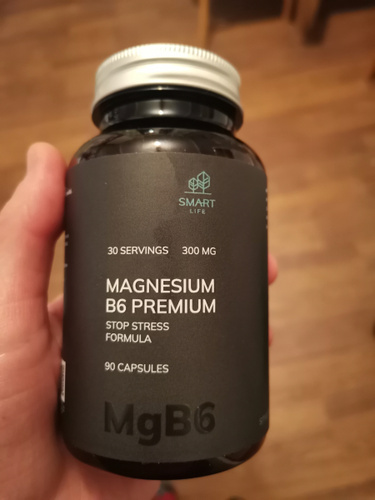 SMART
LIFE
30 SERVINGS 300 MG
MAGNESIUM
B6 PREMIUM
STOP STRESS
FORMULA
90 CAPSULES
MgB6